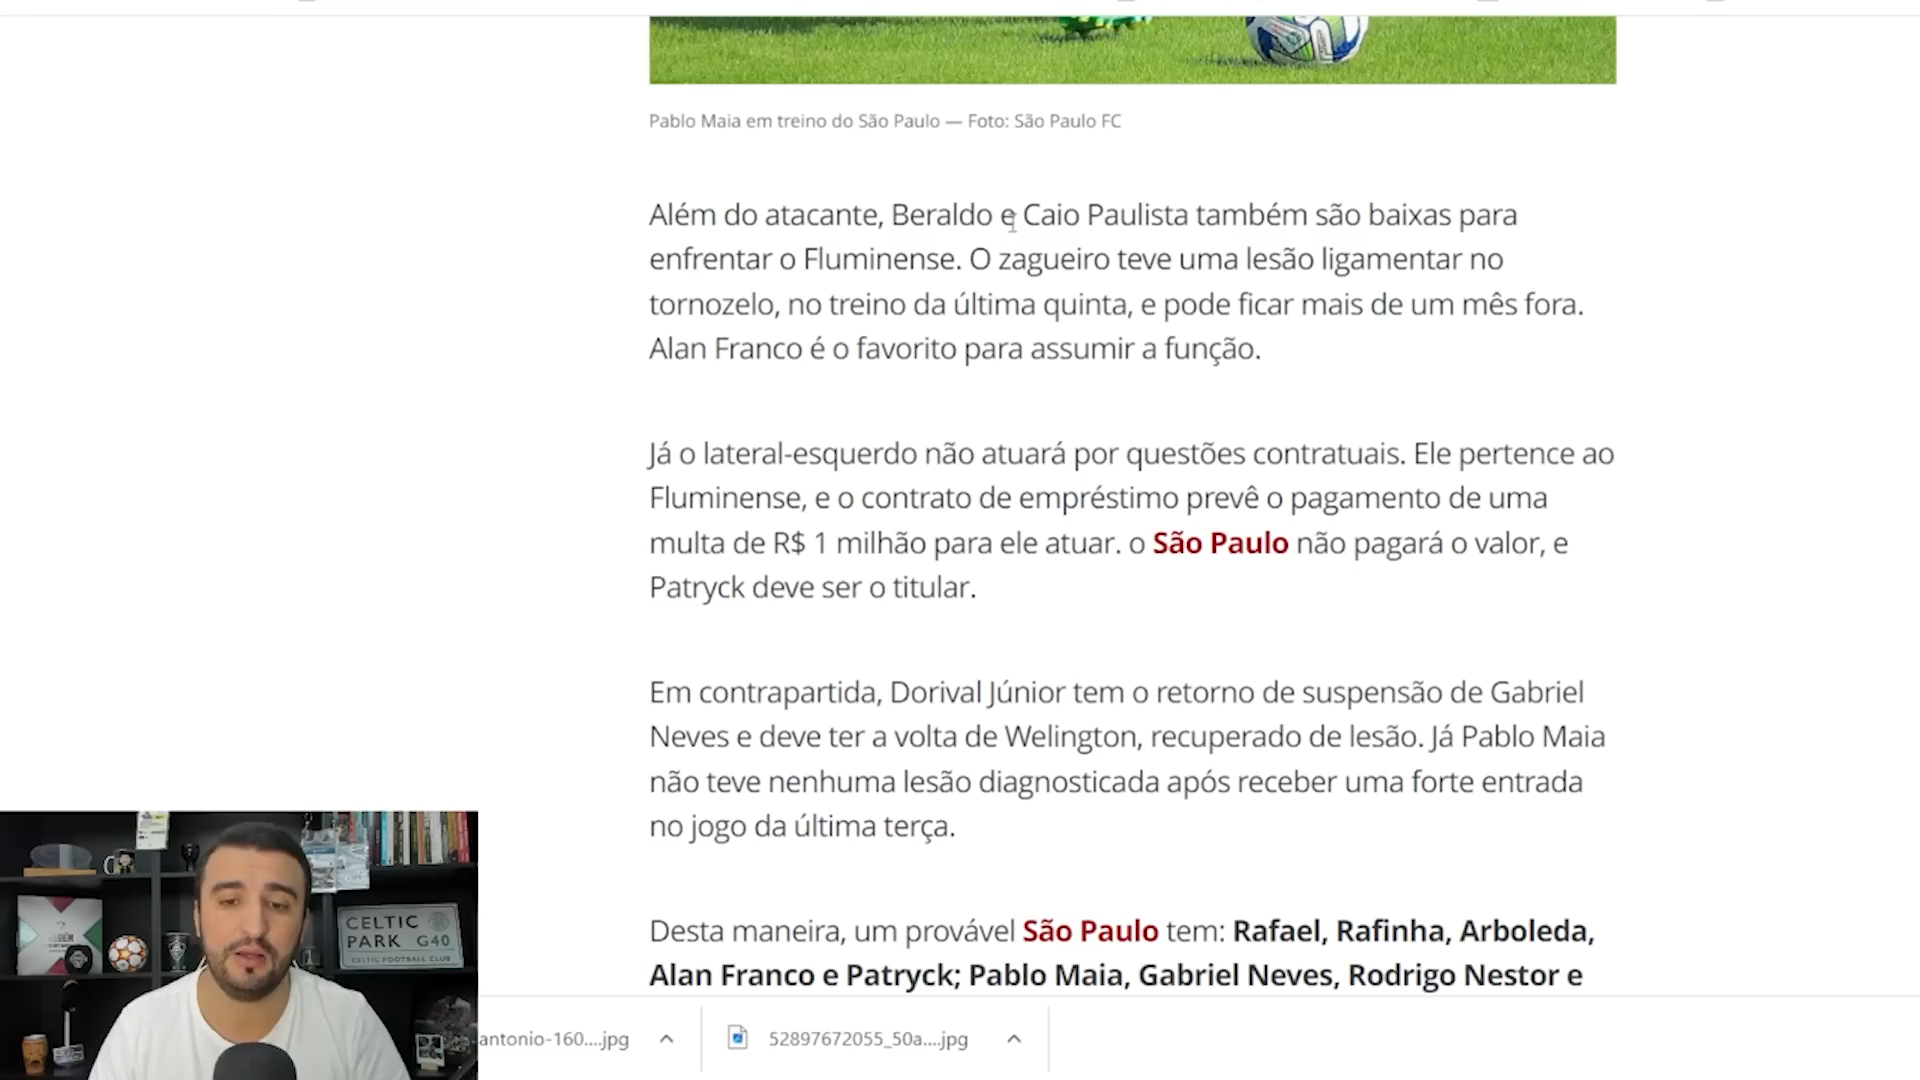 Pablo Maia em treino do São Paulo — Foto: São Paulo FC
Além do atacante, Beraldo e Caio Paulista também são baixas para
enfrentar o Fluminense. O zagueiro teve uma lesão ligamentar no
tornozelo, no treino da última quinta, e pode ficar mais de um mês fora.
Alan Franco é o favorito para assumir a função.
Já o lateral-esquerdo não atuará por questões contratuais. Ele pertence ao
Fluminense, e o contrato de empréstimo prevê o pagamento de uma
multa de R$ 1 milhão para ele atuar. o São Paulo não pagará o valor, e
Patryck deve ser o titular.
Em contrapartida, Dorival Júnior tem o retorno de suspensão de Gabriel
Neves e deve ter a volta de Welington, recuperado de lesão. Já Pablo Maia
não teve nenhuma lesão diagnosticada após receber uma forte entrada
no jogo da última terça.
Desta maneira, um provável São Paulo tem: Rafael, Rafinha, Arboleda,
Alan Franco e Patryck; Pablo Maia, Gabriel Neves, Rodrigo Nestor e
CELTIC
PARK G40
CELTIC FOOTBALL CLUB
antonio-160....jpg
52897672055_50a....jpg